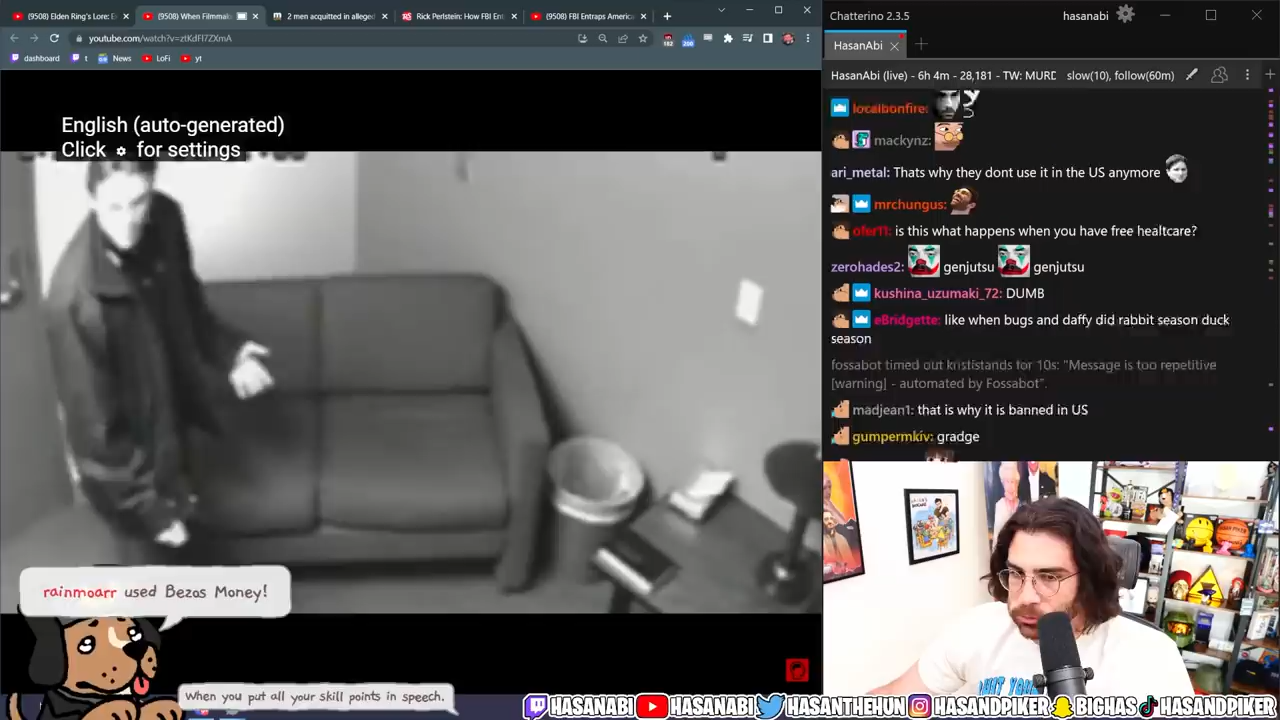 (9508) Elden Ring's Lore: E
(9508) When Filmmak
2 men acquitted in alleged
Rick Perlstein: How FBI Ent
(9508) FBI Entraps Americ
youtube.com/watch?v=ztKdFI7ZXmA
dashboard
t
News
LoFi
yt
English (auto-generated)
Click for settings
rainmoarr used Bezos Money!
When you put all your skill points in speech.
Chatterino 2.3.5
hasanabi
HasanAbi
HasanAbi (live) - 6h 4m - 28,181 - TW: MURD slow(10), follow(60m)
localbonfire:
mackynz:
ari_metal: Thats why they dont use it in the US anymore
mrchungus:
ofer11: is this what happens when you have free healtcare?
zerohades2: genjutsu genjutsu
kushina_uzumaki_72: DUMB
eBridgette: like when bugs and daffy did rabbit season duck
season
fossabot timed out krististands for 10s: "Message is too repetitive
[warning] - automated by Fossabot".
madjean1: that is why it is banned in US
gumpermkiv: gradge
HASANABI HASANABI HASANTHEHUN HASANDPIKER BIGHAS HASANDPIKER